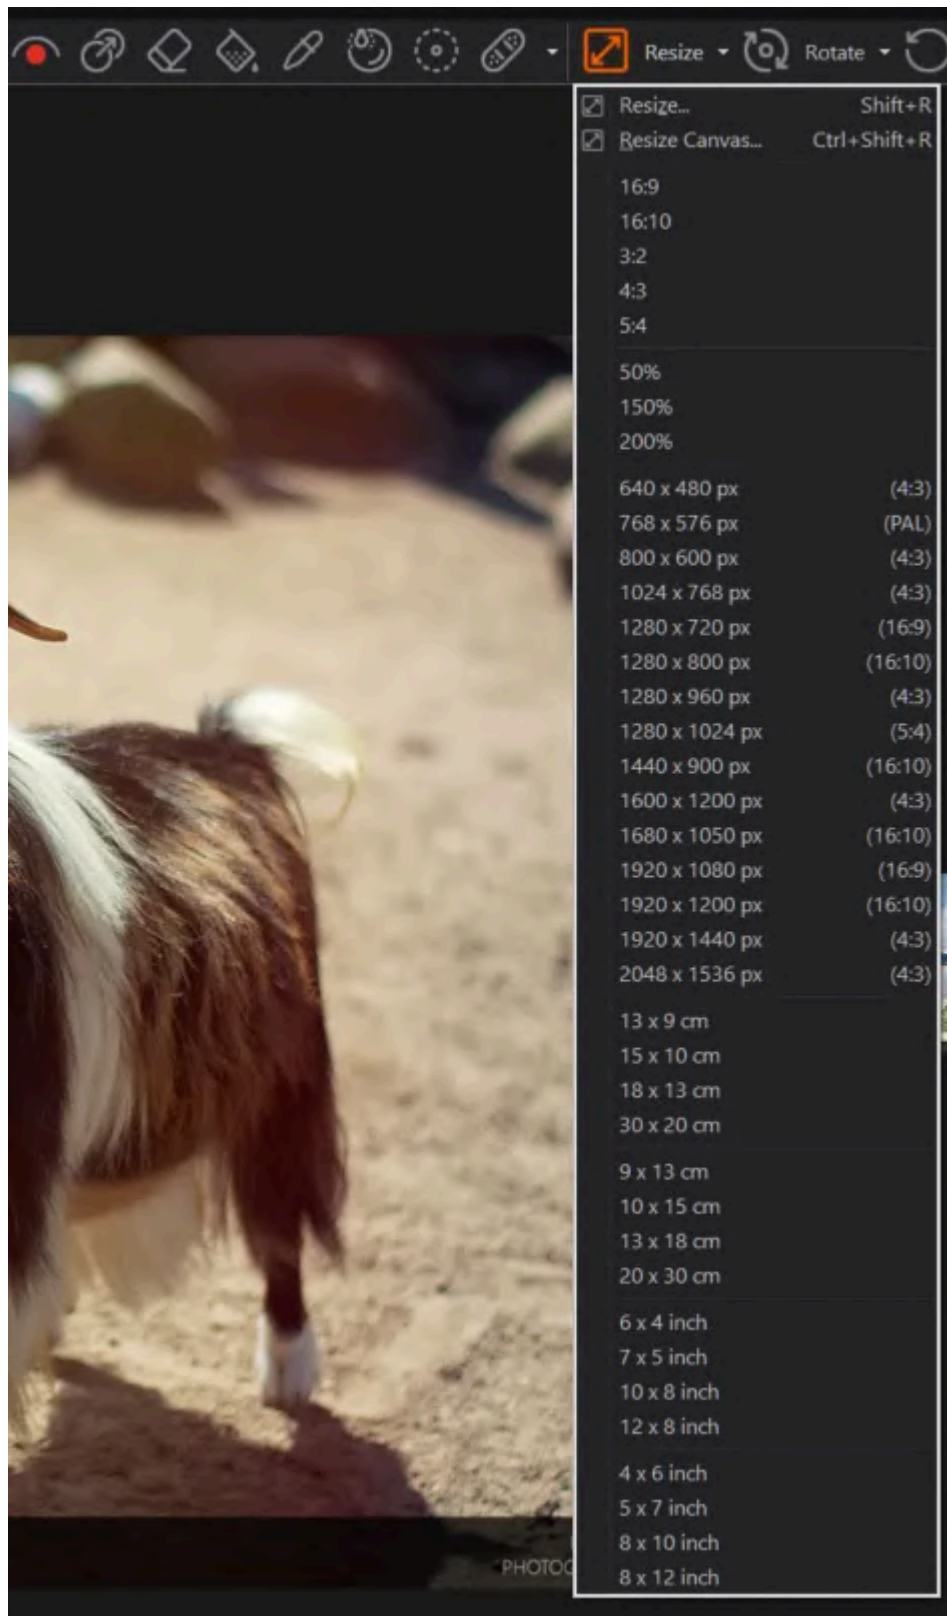 Resize Rotate
Resize... Shift+R
Resize Canvas... Ctrl+Shift+R
16:9
16:10
3:2
4:3
5:4
50%
150%
200%
640 x 480 px (4:3)
768 x 576 px (PAL)
800 x 600 px (4:3)
1024 x 768 px (4:3)
1280 x 720 px (16:9)
1280 x 800 px (16:10)
1280 x 960 px (4:3)
1280 x 1024 px (5:4)
1440 x 900 px (16:10)
1600 x 1200 px (4:3)
1680 x 1050 px (16:10)
1920 x 1080 px (16:9)
1920 x 1200 px (16:10)
1920 x 1440 px (4:3)
2048 x 1536 px (4:3)
13 x 9 cm
15 x 10 cm
18 x 13 cm
30 x 20 cm
9 x 13 cm
10 x 15 cm
13 x 18 cm
20 x 30 cm
6 x 4 inch
7 x 5 inch
10 x 8 inch
12 x 8 inch
4 x 6 inch
5 x 7 inch
8 x 10 inch
PHOTOG
8 x 12 inch